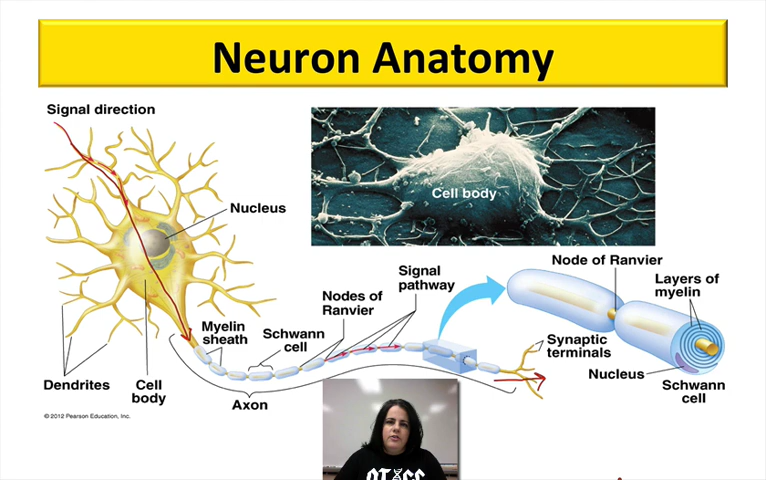 Neuron Anatomy
Signal direction
Nucleus
Cell body
Node of Ranvier
Layers of
myelin
Signal
pathway
Nodes of
Ranvier
Myelin
sheath
Schwann
cell
Synaptic
terminals
Nucleus
Schwann
cell
Dendrites
Cell
body
Axon
© 2012 Pearson Education, Inc.